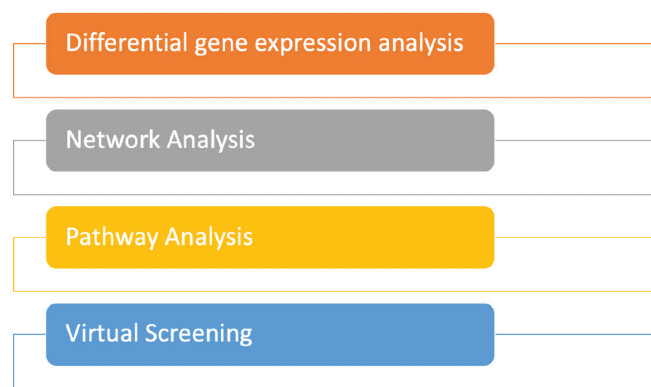 Differential gene expression analysis
Network Analysis
Pathway Analysis
Virtual Screening